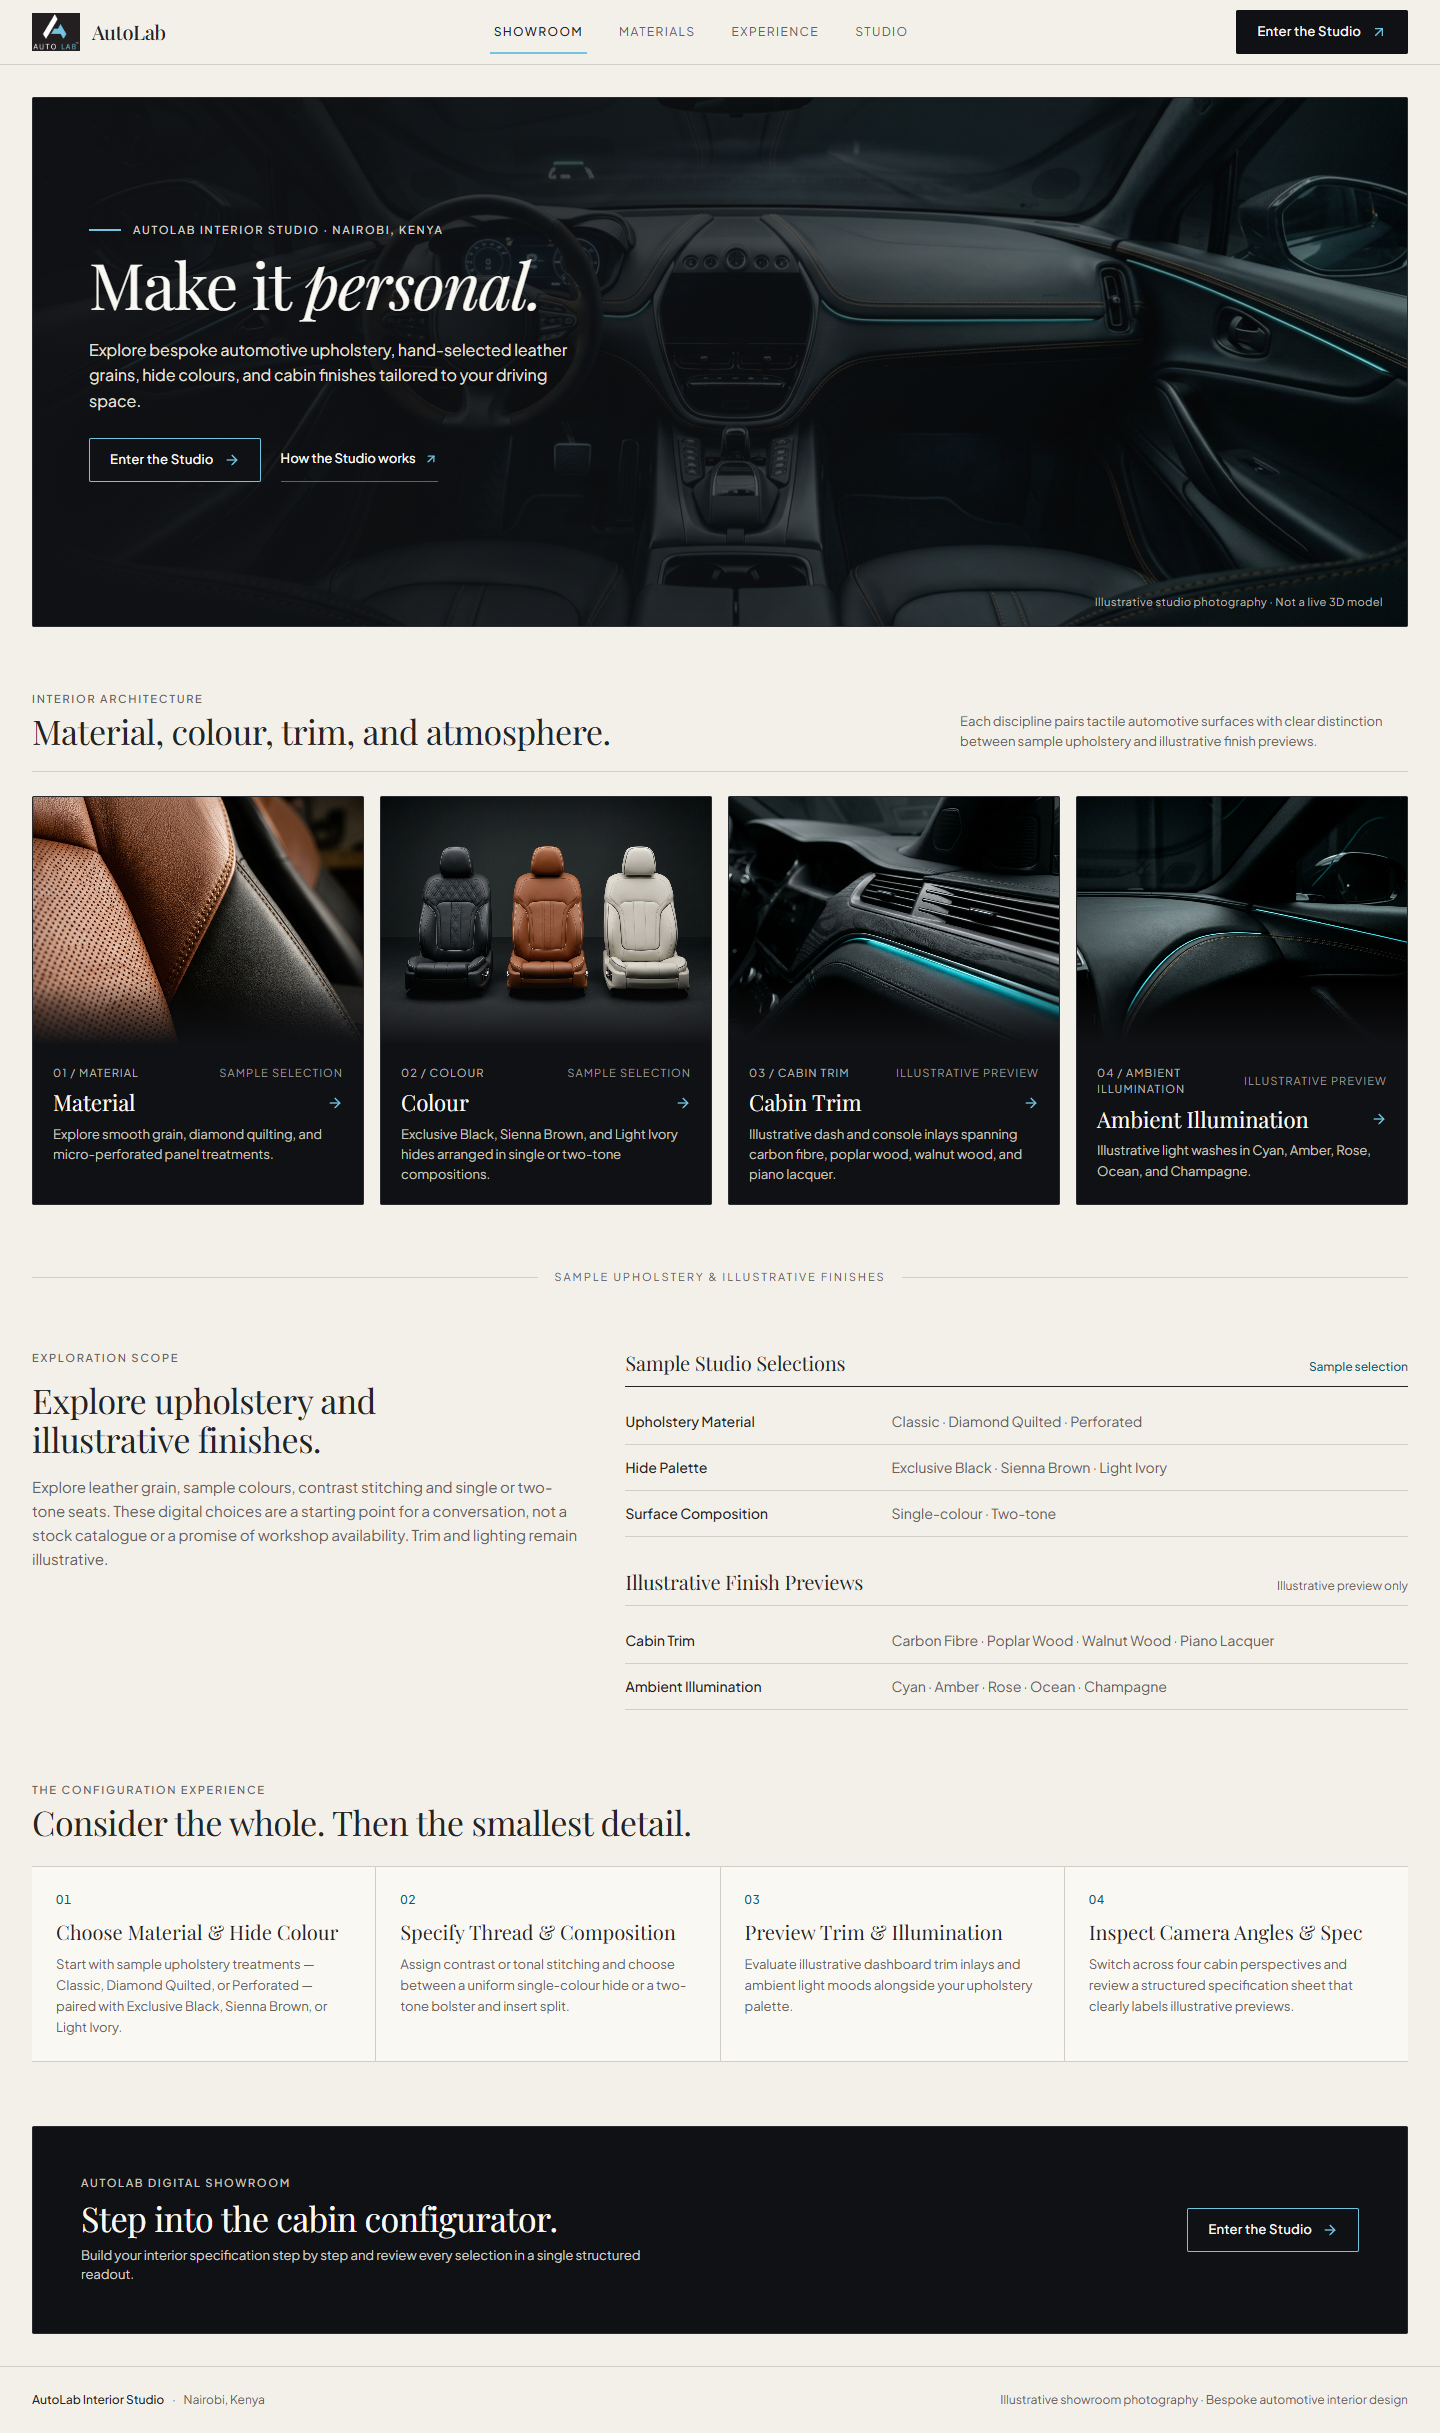 AUTO LAB
AutoLab
SHOWROOM
MATERIALS
EXPERIENCE
STUDIO
Enter the Studio
AUTOLAB INTERIOR STUDIO · NAIROBI, KENYA
Make it personal.
Explore bespoke automotive upholstery, hand-selected leather
grains, hide colours, and cabin finishes tailored to your driving
space.
Enter the Studio
How the Studio works
Illustrative studio photography · Not a live 3D model
INTERIOR ARCHITECTURE
Material, colour, trim, and atmosphere.
Each discipline pairs tactile automotive surfaces with clear distinction
between sample upholstery and illustrative finish previews.
01 / MATERIAL
SAMPLE SELECTION
Material
Explore smooth grain, diamond quilting, and
micro-perforated panel treatments.
02 / COLOUR
SAMPLE SELECTION
Colour
Exclusive Black, Sienna Brown, and Light Ivory
hides arranged in single or two-tone
compositions.
03 / CABIN TRIM
ILLUSTRATIVE PREVIEW
Cabin Trim
Illustrative dash and console inlays spanning
carbon fibre, poplar wood, walnut wood, and
piano lacquer.
04 / AMBIENT
ILLUMINATION
ILLUSTRATIVE PREVIEW
Ambient Illumination
Illustrative light washes in Cyan, Amber, Rose,
Ocean, and Champagne.
SAMPLE UPHOLSTERY & ILLUSTRATIVE FINISHES
EXPLORATION SCOPE
Explore upholstery and
illustrative finishes.
Explore leather grain, sample colours, contrast stitching and single or two-
tone seats. These digital choices are a starting point for a conversation, not a
stock catalogue or a promise of workshop availability. Trim and lighting remain
illustrative.
Sample Studio Selections
Sample selection
Upholstery Material
Classic · Diamond Quilted · Perforated
Hide Palette
Exclusive Black · Sienna Brown · Light Ivory
Surface Composition
Single-colour · Two-tone
Illustrative Finish Previews
Illustrative preview only
Cabin Trim
Carbon Fibre · Poplar Wood · Walnut Wood · Piano Lacquer
Ambient Illumination
Cyan · Amber · Rose · Ocean · Champagne
THE CONFIGURATION EXPERIENCE
Consider the whole. Then the smallest detail.
01
Choose Material & Hide Colour
Start with sample upholstery treatments —
Classic, Diamond Quilted, or Perforated —
paired with Exclusive Black, Sienna Brown, or
Light Ivory.
02
Specify Thread & Composition
Assign contrast or tonal stitching and choose
between a uniform single-colour hide or a two-
tone bolster and insert split.
03
Preview Trim & Illumination
Evaluate illustrative dashboard trim inlays and
ambient light moods alongside your upholstery
palette.
04
Inspect Camera Angles & Spec
Switch across four cabin perspectives and
review a structured specification sheet that
clearly labels illustrative previews.
AUTOLAB DIGITAL SHOWROOM
Step into the cabin configurator.
Build your interior specification step by step and review every selection in a single structured
readout.
Enter the Studio
AutoLab Interior Studio · Nairobi, Kenya
Illustrative showroom photography · Bespoke automotive interior design